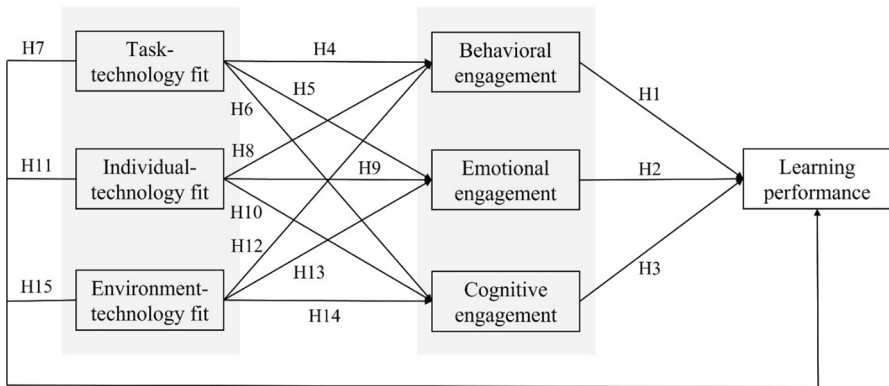 H7
Task-
technology fit
H4
H5
H6
Behavioral
engagement
H1
H11
Individual-
technology fit
H8
H9
H10
Emotional
engagement
H2
Learning
performance
H15
Environment-
technology fit
H12
H13
H14
Cognitive
engagement
H3